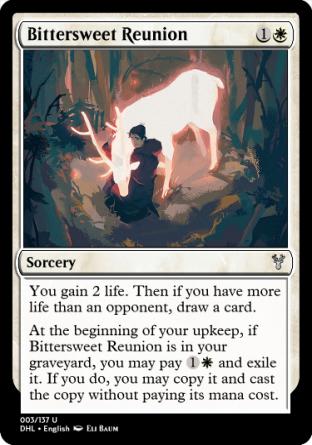 Bittersweet Reunion 1
Sorcery
You gain 2 life. Then if you have more
life than an opponent, draw a card.
At the beginning of your upkeep, if
Bittersweet Reunion is in your
graveyard, you may pay 1 and exile
it. If you do, you may copy it and cast
the copy without paying its mana cost.
003/137 U
DHL • English Eli Baum